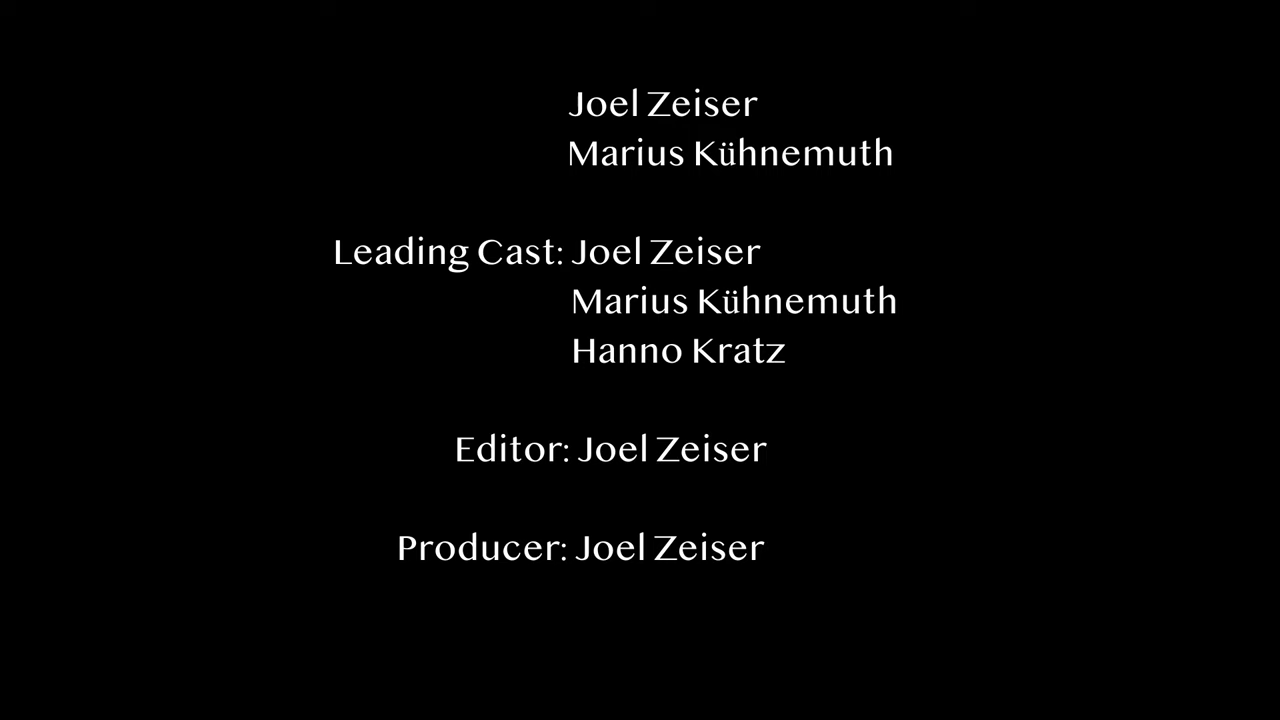 Joel Zeiser
Marius Kühnemuth
Leading Cast: Joel Zeiser
Marius Kühnemuth
Hanno Kratz
Editor: Joel Zeiser
Producer: Joel Zeiser